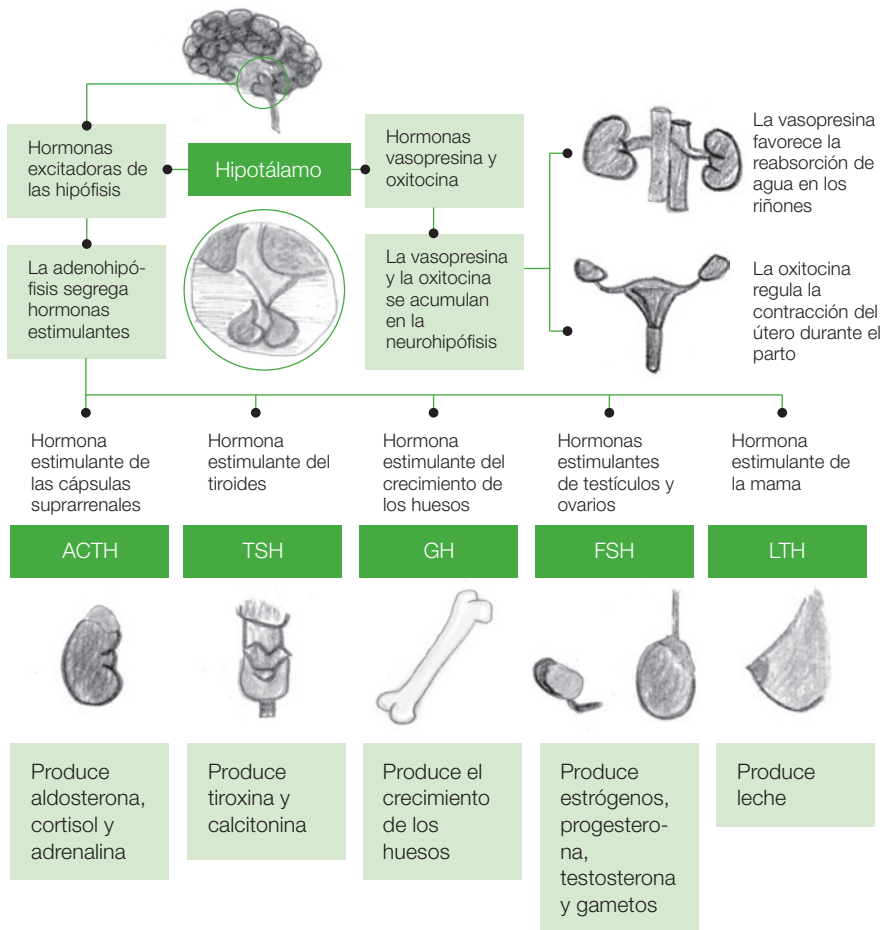 Hormonas
excitadoras de
las hipófisis
Hipotálamo
Hormonas
vasopresina y
oxitocina
La vasopresina
favorece la
reabsorción de
agua en los
riñones
La adenohipó-
fisis segrega
hormonas
estimulantes
La vasopresina
y la oxitocina
se acumulan
en la
neurohipófisis
La oxitocina
regula la
contracción del
útero durante el
parto
Hormona
estimulante de
las cápsulas
suprarrenales
Hormona
estimulante del
tiroides
Hormona
estimulante del
crecimiento de
los huesos
Hormonas
estimulantes
de testículos y
ovarios
Hormona
estimulante de
la mama
ACTH
TSH
GH
FSH
LTH
Produce
aldosterona,
cortisol y
adrenalina
Produce
tiroxina y
calcitonina
Produce el
crecimiento
de los
huesos
Produce
estrógenos,
progestero-
na,
testosterona
y gametos
Produce
leche